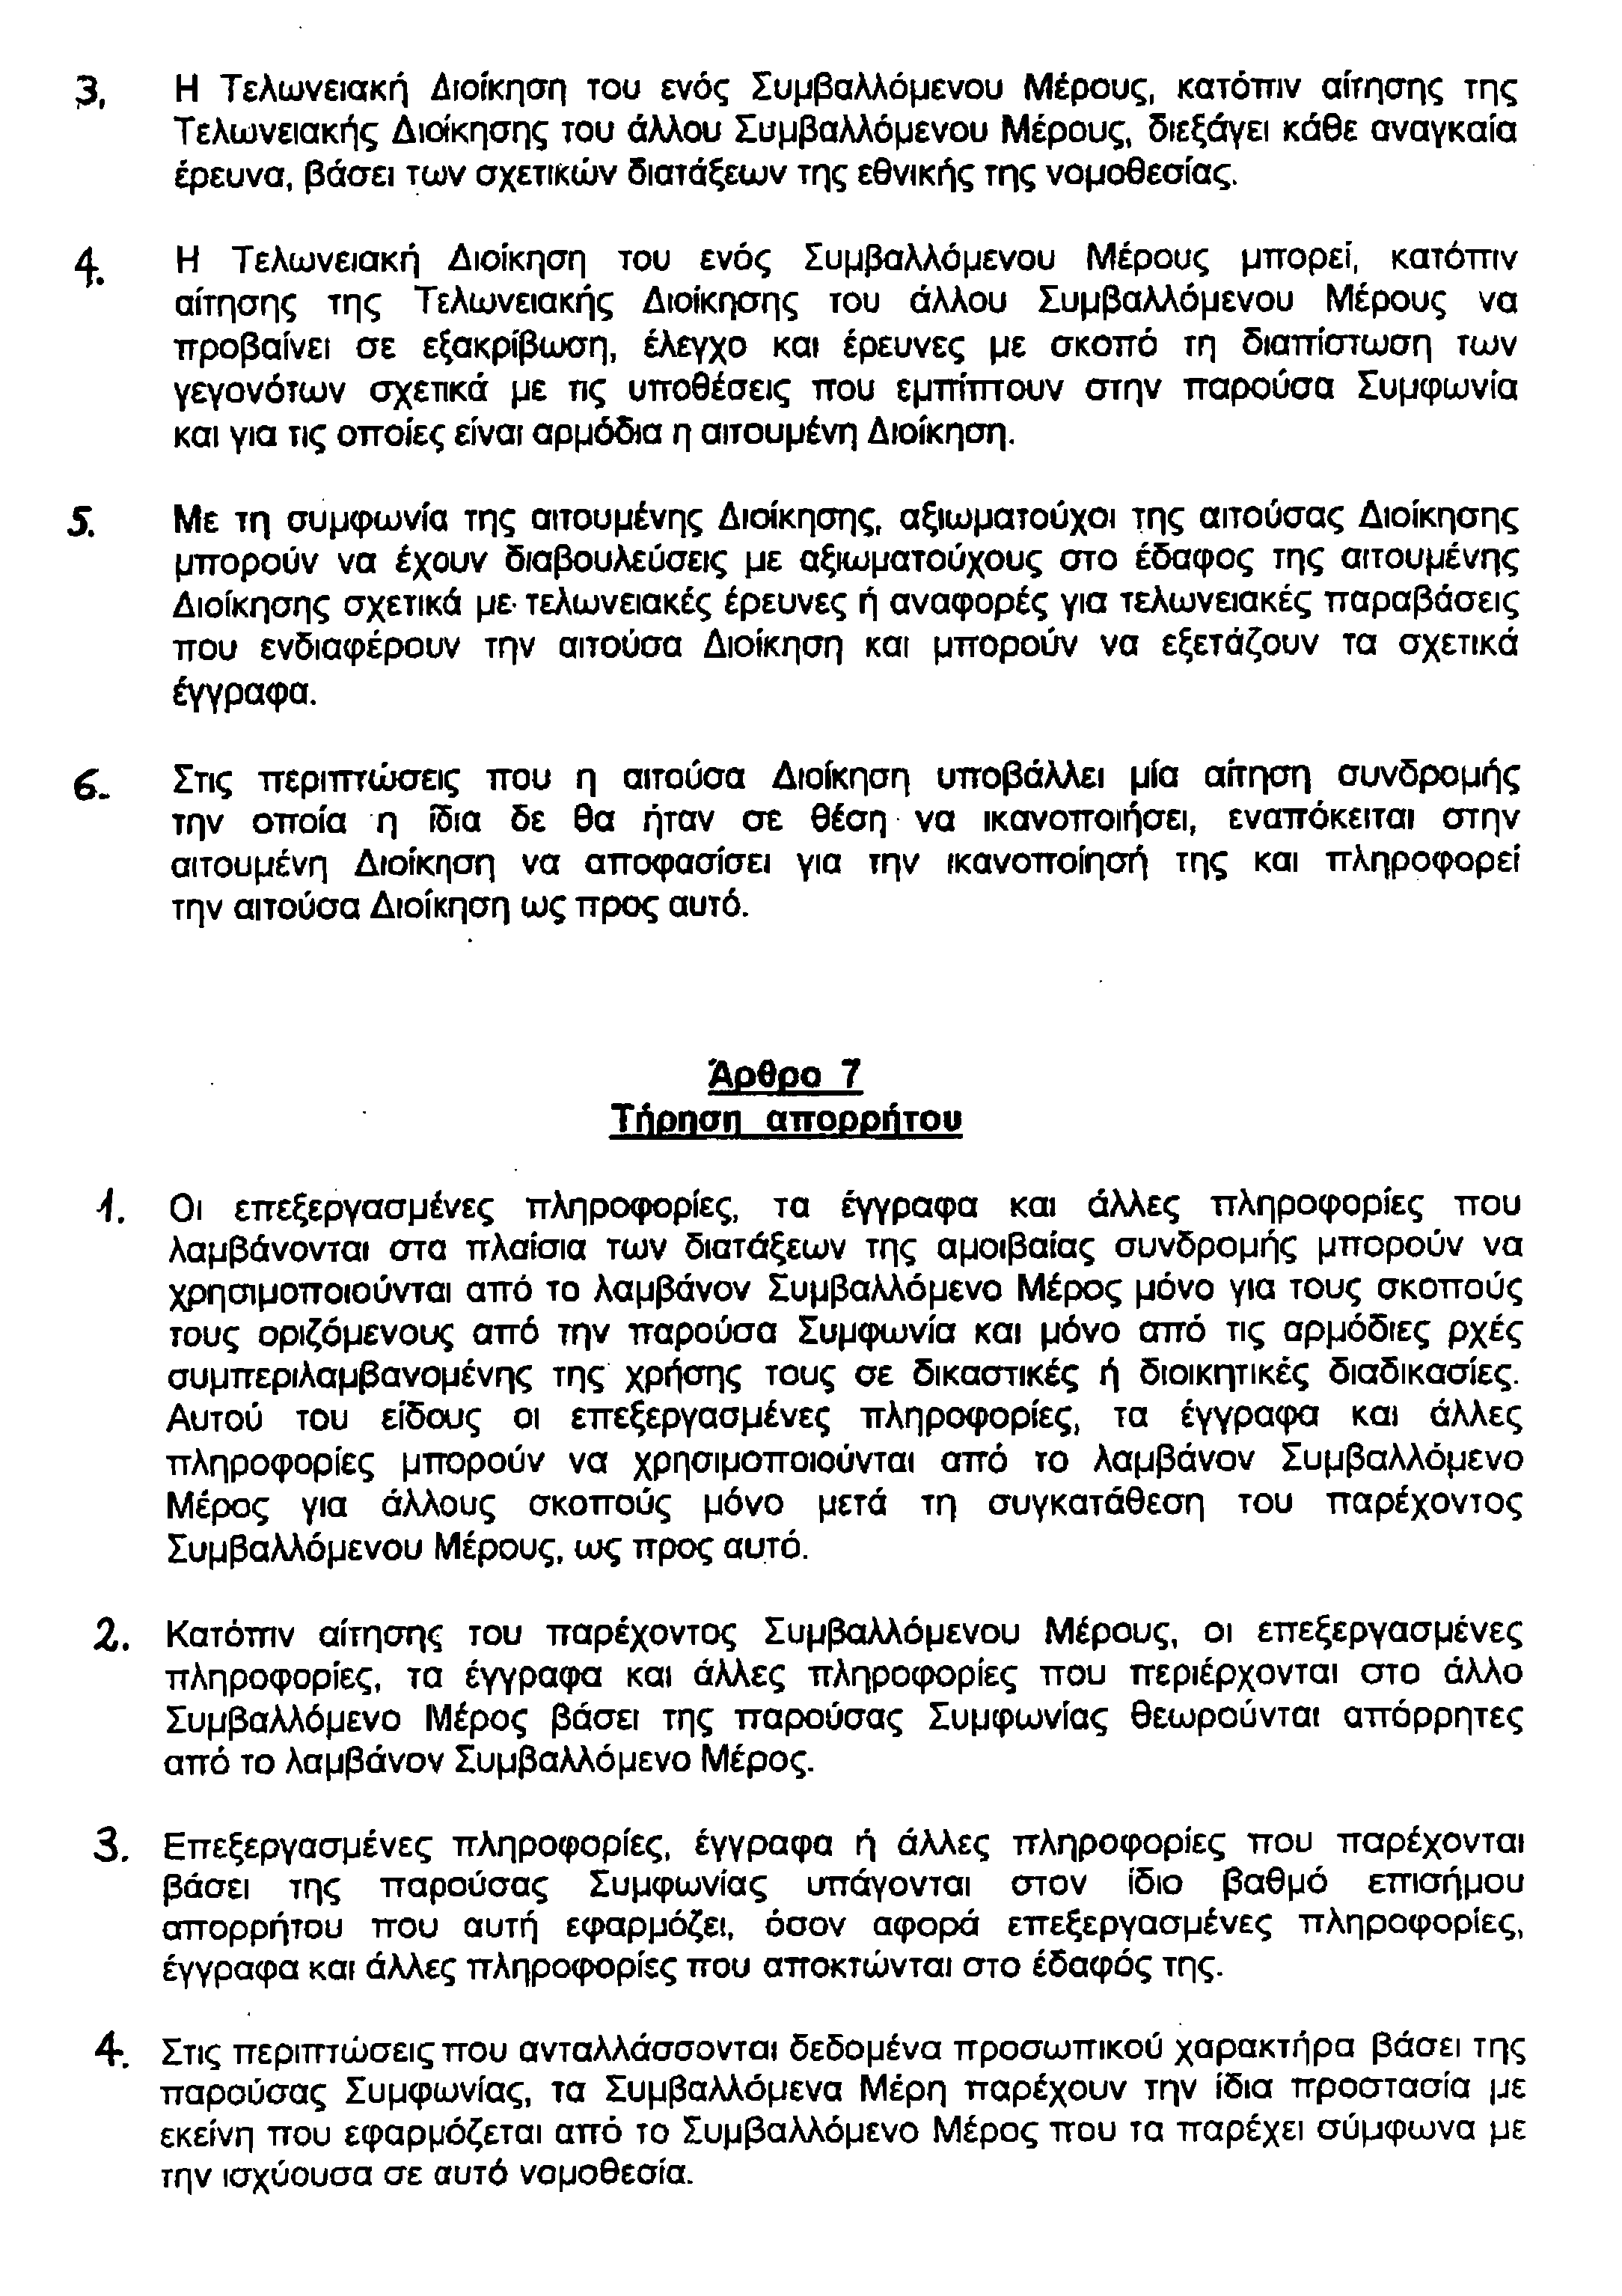 3. Η Τελωνειακή Διοίκηση του ενός Συμβαλλόμενου Μέρους, κατόπιν αίτησης της
Τελωνειακής Διοίκησης του άλλου Συμβαλλόμενου Μέρους, διεξάγει κάθε αναγκαία
έρευνα, βάσει των σχετικών διατάξεων της εθνικής της νομοθεσίας.
4. Η Τελωνειακή Διοίκηση του ενός Συμβαλλόμενου Μέρους μπορεί, κατόπιν
αίτησης της Τελωνειακής Διοίκησης του άλλου Συμβαλλόμενου Μέρους να
προβαίνει σε εξακρίβωση, έλεγχο και έρευνες με σκοπό τη διαπίστωση των
γεγονότων σχετικά με τις υποθέσεις που εμπίπτουν στην παρούσα Συμφωνία
και για τις οποίες είναι αρμόδια η αιτουμένη Διοίκηση.
5. Με τη συμφωνία της αιτουμένης Διοίκησης, αξιωματούχοι της αιτούσας Διοίκησης
μπορούν να έχουν διαβουλεύσεις με αξιωματούχους στο έδαφος της αιτουμένης
Διοίκησης σχετικά με τελωνειακές έρευνες ή αναφορές για τελωνειακές παραβάσεις
που ενδιαφέρουν την αιτούσα Διοίκηση και μπορούν να εξετάζουν τα σχετικά
έγγραφα.
6. Στις περιπτώσεις που η αιτούσα Διοίκηση υποβάλλει μία αίτηση συνδρομής
την οποία η ίδια δε θα ήταν σε θέση να ικανοποιήσει, εναπόκειται στην
αιτουμένη Διοίκηση να αποφασίσει για την ικανοποίησή της και πληροφορεί
την αιτούσα Διοίκηση ως προς αυτό.
Άρθρο 7
Τήρηση απορρήτου
1. Οι επεξεργασμένες πληροφορίες, τα έγγραφα και άλλες πληροφορίες που
λαμβάνονται στα πλαίσια των διατάξεων της αμοιβαίας συνδρομής μπορούν να
χρησιμοποιούνται από το λαμβάνον Συμβαλλόμενο Μέρος μόνο για τους σκοπούς
τους οριζόμενους από την παρούσα Συμφωνία και μόνο από τις αρμόδιες ρχές
συμπεριλαμβανομένης της χρήσης τους σε δικαστικές ή διοικητικές διαδικασίες.
Αυτού του είδους οι επεξεργασμένες πληροφορίες, τα έγγραφα και άλλες
πληροφορίες μπορούν να χρησιμοποιούνται από το λαμβάνον Συμβαλλόμενο
Μέρος για άλλους σκοπούς μόνο μετά τη συγκατάθεση του παρέχοντος
Συμβαλλόμενου Μέρους, ως προς αυτό.
2. Κατόπιν αίτησης του παρέχοντος Συμβαλλόμενου Μέρους, οι επεξεργασμένες
πληροφορίες, τα έγγραφα και άλλες πληροφορίες που περιέρχονται στο άλλο
Συμβαλλόμενο Μέρος βάσει της παρούσας Συμφωνίας θεωρούνται απόρρητες
από το λαμβάνον Συμβαλλόμενο Μέρος.
3. Επεξεργασμένες πληροφορίες, έγγραφα ή άλλες πληροφορίες που παρέχονται
βάσει της παρούσας Συμφωνίας υπάγονται στον ίδιο βαθμό επισήμου
απορρήτου που αυτή εφαρμόζει, όσον αφορά επεξεργασμένες πληροφορίες,
έγγραφα και άλλες πληροφορίες που αποκτώνται στο έδαφός της.
4. Στις περιπτώσεις που ανταλλάσσονται δεδομένα προσωπικού χαρακτήρα βάσει της
παρούσας Συμφωνίας, τα Συμβαλλόμενα Μέρη παρέχουν την ίδια προστασία με
εκείνη που εφαρμόζεται από το Συμβαλλόμενο Μέρος που τα παρέχει σύμφωνα με
την ισχύουσα σε αυτό νομοθεσία.